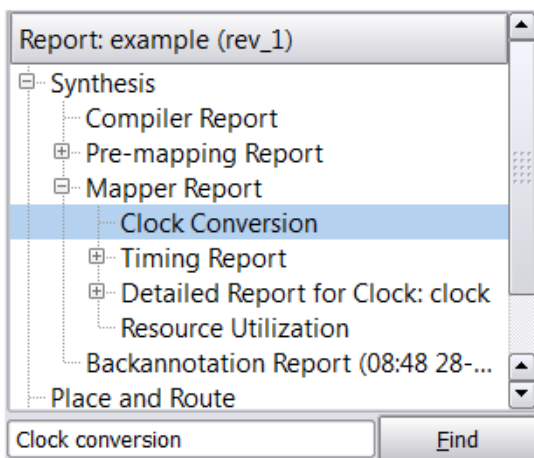 Report: example (rev_1)
Synthesis
Compiler Report
Pre-mapping Report
Mapper Report
Clock Conversion
Timing Report
Detailed Report for Clock: clock
Resource Utilization
Backannotation Report (08:48 28-...
Place and Route
Clock conversion Find